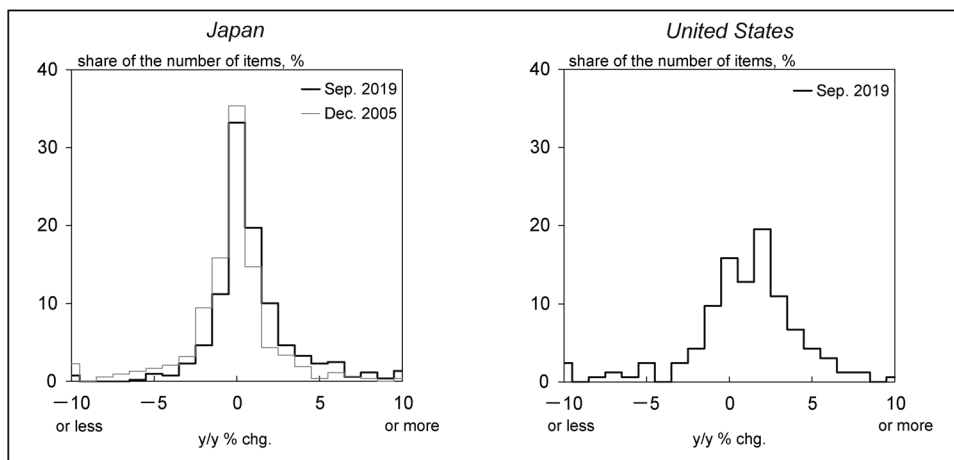 Japan
share of the number of items, %
Sep. 2019
Dec. 2005
40
30
20
10
0
−10
−5
0
5
10
or less
or more
y/y % chg.
United States
share of the number of items, %
Sep. 2019
40
30
20
10
0
−10
−5
0
5
10
or less
or more
y/y % chg.